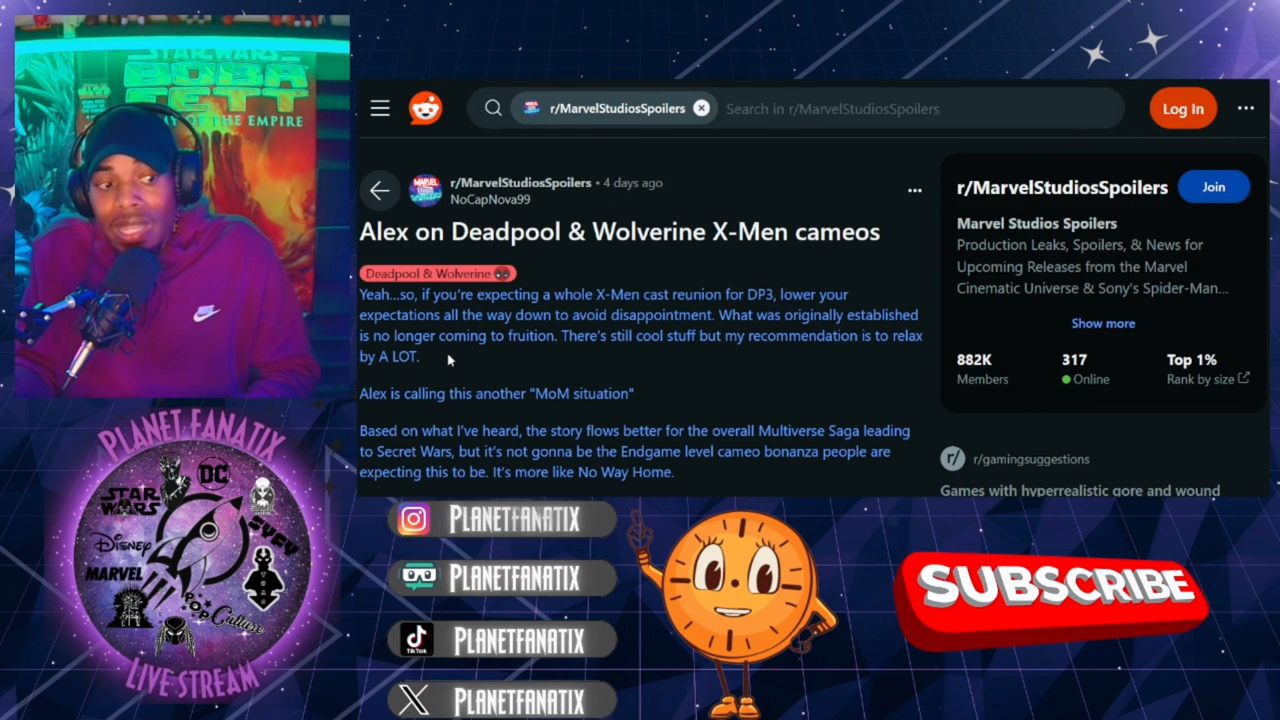 STAR WARS
BOBA
FETT
OF THE EMPIRE
r/MarvelStudiosSpoilers
Search in r/MarvelStudiosSpoilers
Log In
r/MarvelStudiosSpoilers • 4 days ago
NoCapNova99
Alex on Deadpool & Wolverine X-Men cameos
Deadpool & Wolverine
Yeah...so, if you're expecting a whole X-Men cast reunion for DP3, lower your
expectations all the way down to avoid disappointment. What was originally established
is no longer coming to fruition. There's still cool stuff but my recommendation is to relax
by A LOT.
Alex is calling this another "MoM situation"
Based on what I've heard, the story flows better for the overall Multiverse Saga leading
to Secret Wars, but it's not gonna be the Endgame level cameo bonanza people are
expecting this to be. It's more like No Way Home.
r/MarvelStudiosSpoilers
Join
Marvel Studios Spoilers
Production Leaks, Spoilers, & News for
Upcoming Releases from the Marvel
Cinematic Universe & Sony's Spider-Man...
Show more
882K
Members
317
Online
Top 1%
Rank by size
r/ r/gamingsuggestions
Games with hyperrealistic gore and wound
PLANET FANATIX
DC
STAR WARS
Disney
MARVEL
POP Culture
LIVE STREAM
PLANETFANATIX
PLANETFANATIX
TikTok
PLANETFANATIX
PLANETFANATIX
SUBSCRIBE